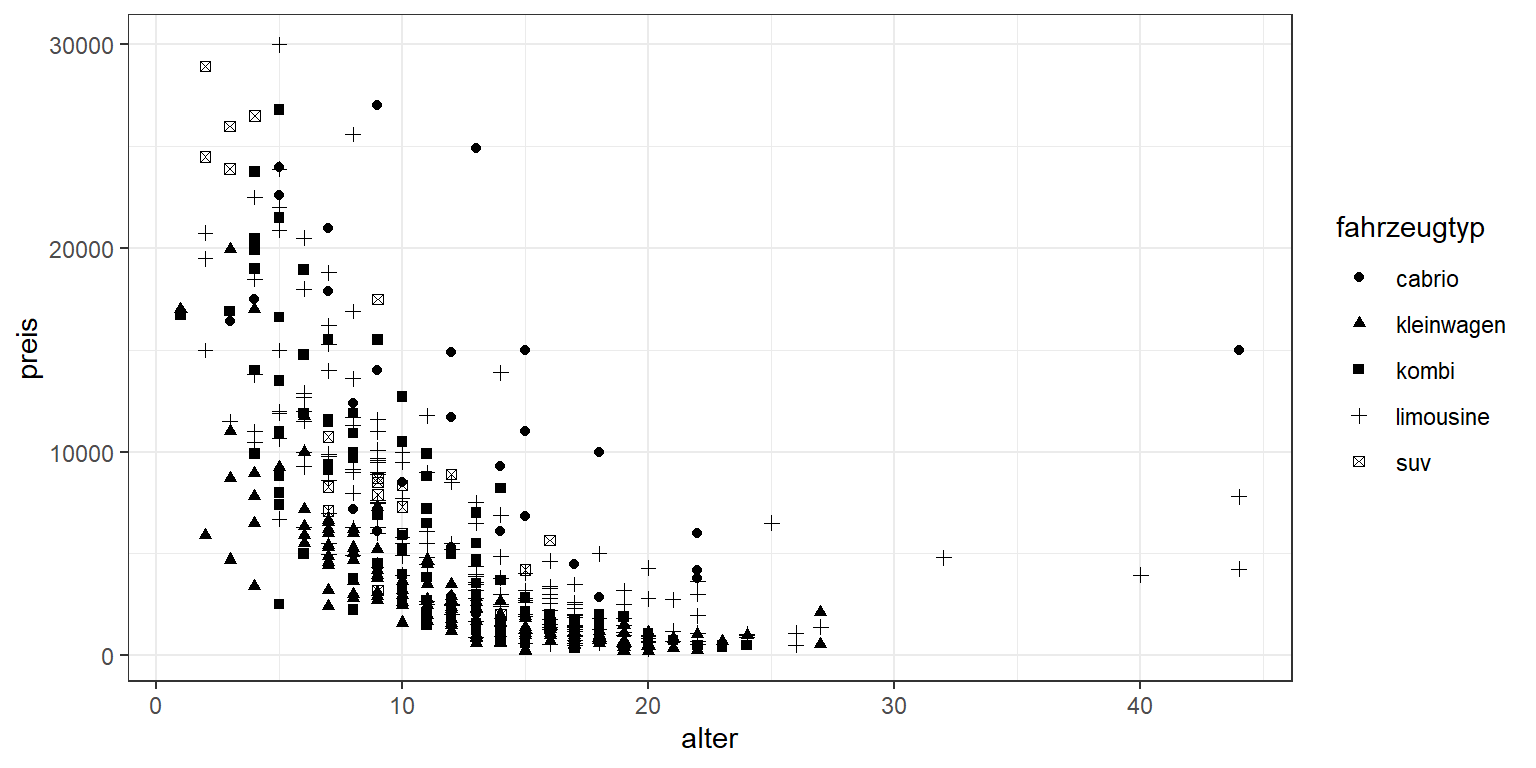 30000
20000
10000
0
preis
0 10 20 30 40
alter
fahrzeugtyp
cabrio
kleinwagen
kombi
limousine
suv